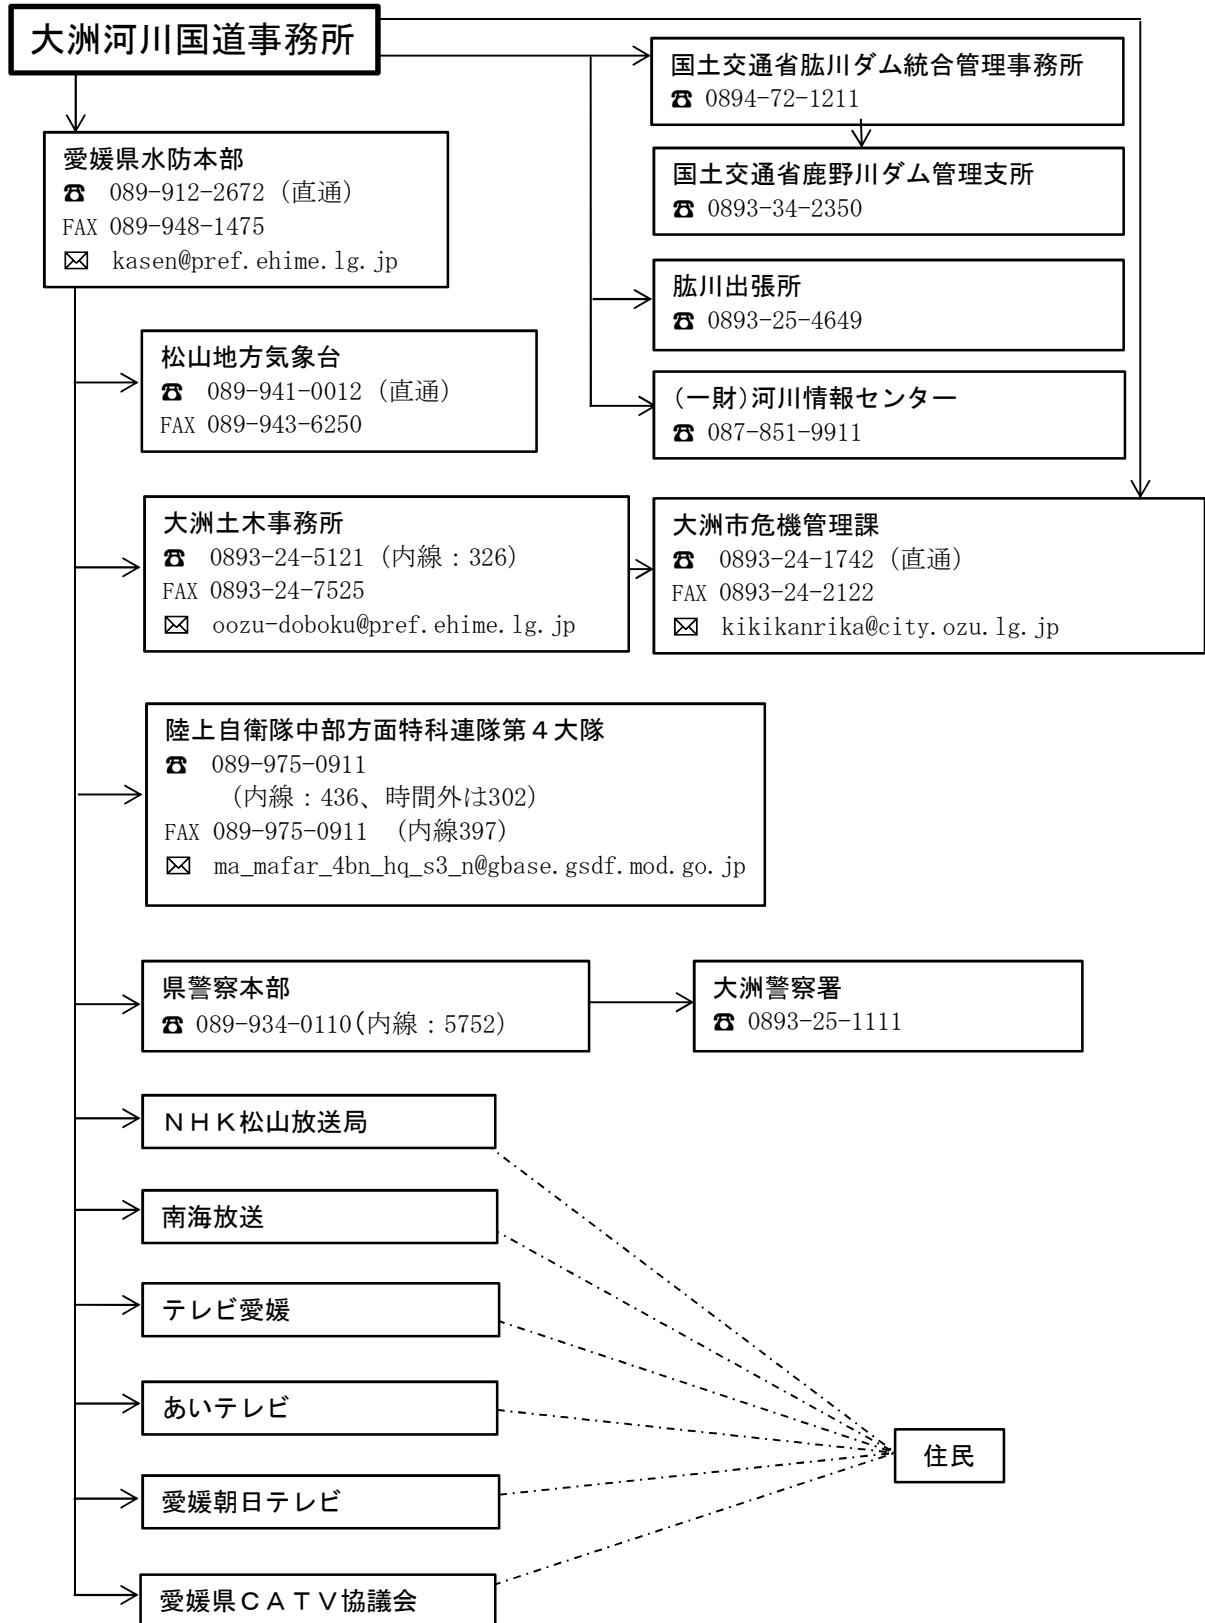 大洲河川国道事務所
国土交通省肱川ダム統合管理事務所
☎ 0894-72-1211
愛媛県水防本部
☎ 089-912-2672（直通）
FAX 089-948-1475
✉ kasen@pref.ehime.lg.jp
国土交通省鹿野川ダム管理支所
☎ 0893-34-2350
肱川出張所
☎ 0893-25-4649
松山地方気象台
☎ 089-941-0012（直通）
FAX 089-943-6250
（一財）河川情報センター
☎ 087-851-9911
大洲土木事務所
☎ 0893-24-5121（内線：326）
FAX 0893-24-7525
✉ oozu-doboku@pref.ehime.lg.jp
大洲市危機管理課
☎ 0893-24-1742（直通）
FAX 0893-24-2122
✉ kikikanrika@city.ozu.lg.jp
陸上自衛隊中部方面特科連隊第４大隊
☎ 089-975-0911
（内線：436、時間外は302）
FAX 089-975-0911 （内線397）
✉ ma_mafar_4bn_hq_s3_n@gbase.gsdf.mod.go.jp
県警察本部
☎ 089-934-0110（内線：5752）
大洲警察署
☎ 0893-25-1111
ＮＨＫ松山放送局
南海放送
テレビ愛媛
あいテレビ
住民
愛媛朝日テレビ
愛媛県ＣＡＴＶ協議会